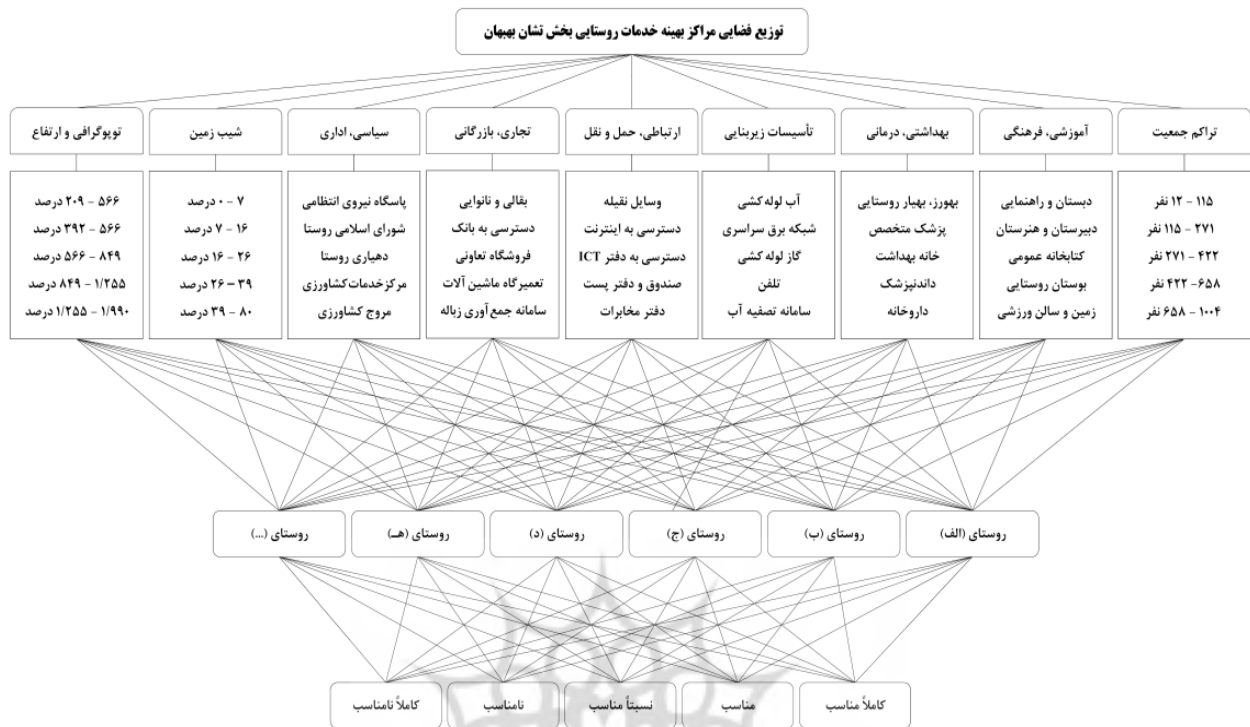 توزیع فضایی مراکز بهینه خدمات روستایی بخش تشان بهبهان
تراکم جمعیت
آموزشی، فرهنگی
بهداشتی، درمانی
تأسیسات زیربنایی
ارتباطی، حمل و نقل
تجاری، بازرگانی
سیاسی، اداری
شیب زمین
توپوگرافی و ارتفاع
۱۲ - ۱۱۵ نفر
۱۱۵ - ۲۷۱ نفر
۲۷۱ - ۴۲۲ نفر
۴۲۲ - ۶۵۸ نفر
۶۵۸ - ۱۰۰۴ نفر
دبستان و راهنمایی
دبیرستان و هنرستان
کتابخانه عمومی
بوستان روستایی
زمین و سالن ورزشی
بهورز، بهیار روستایی
پزشک متخصص
خانه بهداشت
داندنپزشک
داروخانه
آب لوله کشی
شبکه برق سراسری
گاز لوله کشی
تلفن
سامانه تصفیه آب
وسایل نقیله
دسترسی به اینترنت
دسترسی به دفتر ICT
صندوق و دفتر پست
دفتر مخابرات
بقالی و نانوایی
دسترسی به بانک
فروشگاه تعاونی
تعمیرگاه ماشین آلات
سامانه جمع‌آوری زباله
پاسگاه نیروی انتظامی
شورای اسلامی روستا
دهیاری روستا
مرکز خدمات کشاورزی
مروج کشاورزی
۰ - ۷ درصد
۷ - ۱۶ درصد
۱۶ - ۲۶ درصد
۲۶ - ۳۹ درصد
۳۹ - ۸۰ درصد
۲۰۹ - ۵۶۶ درصد
۳۹۲ - ۵۶۶ درصد
۵۶۶ - ۸۴۹ درصد
۸۴۹ - ۱/۲۵۵ درصد
۱/۲۵۵ - ۱/۹۹۰ درصد
روستای (الف)
روستای (ب)
روستای (ج)
روستای (د)
روستای (هـ)
روستای (...)
کاملاً مناسب
مناسب
نسبتاً مناسب
نامناسب
کاملاً نامناسب